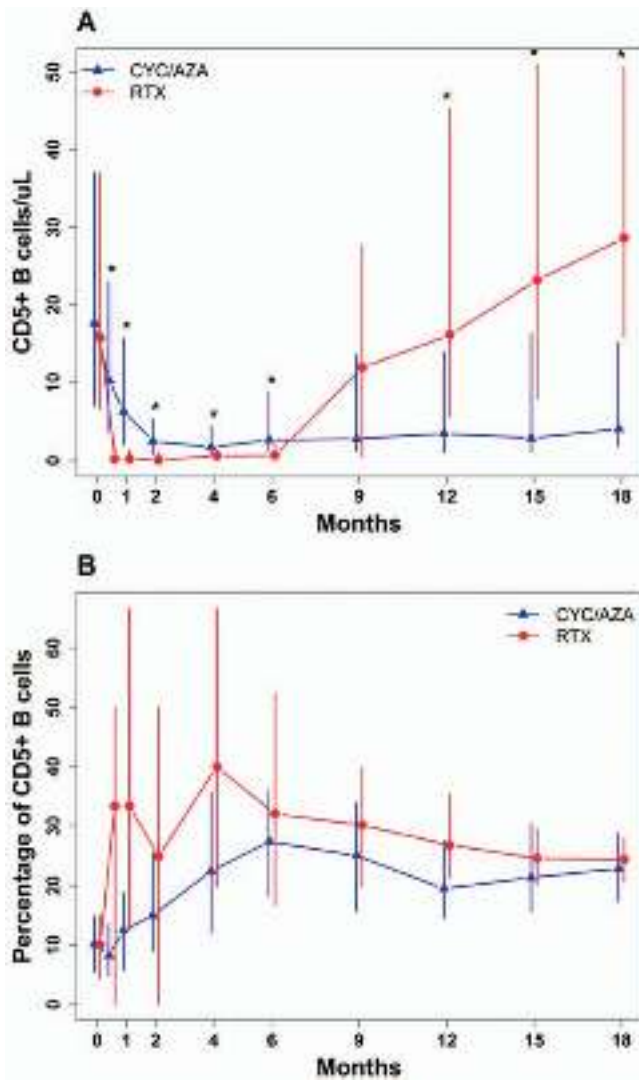 A
CYC/AZA
RTX
CD5+ B cells/uL
0 10 20 30 40 50
* * * * * * * *
0 1 2 4 6 9 12 15 18
Months
B
CYC/AZA
RTX
Percentage of CD5+ B cells
0 10 20 30 40 50 60
0 1 2 4 6 9 12 15 18
Months